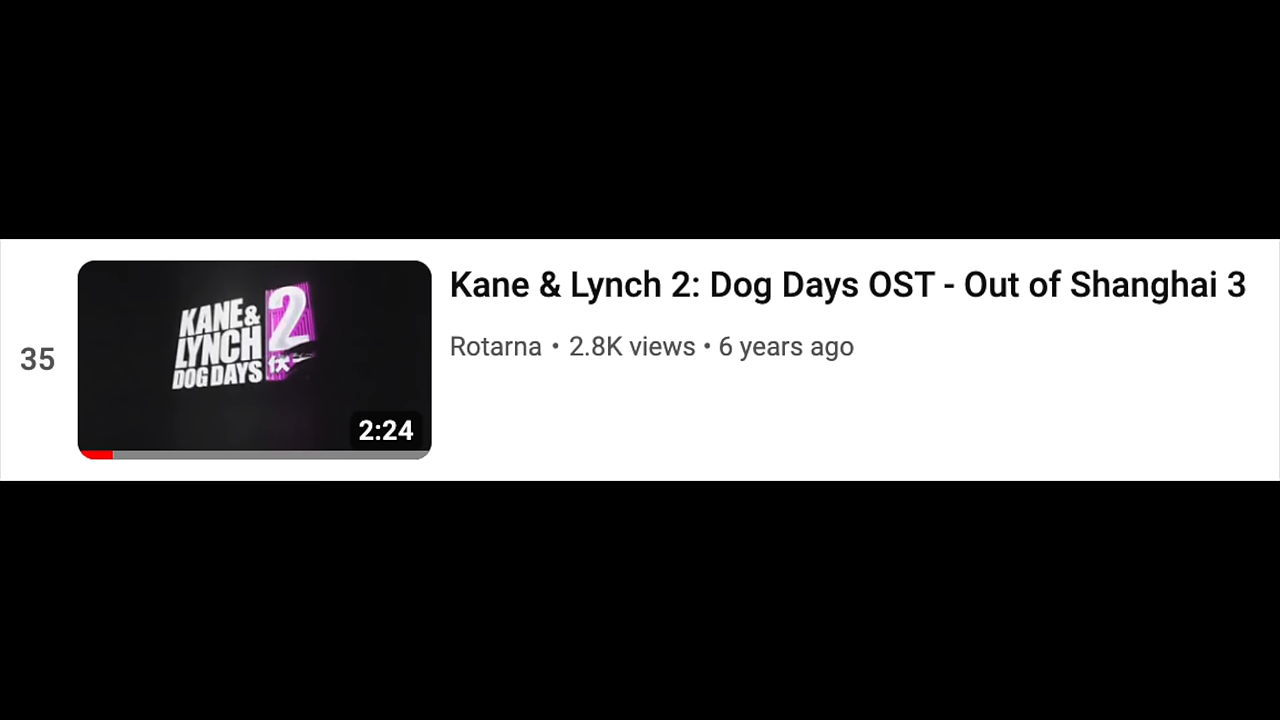 35
KANE&
LYNCH
DOG DAYS
2
2:24
Kane & Lynch 2: Dog Days OST - Out of Shanghai 3
Rotarna • 2.8K views • 6 years ago